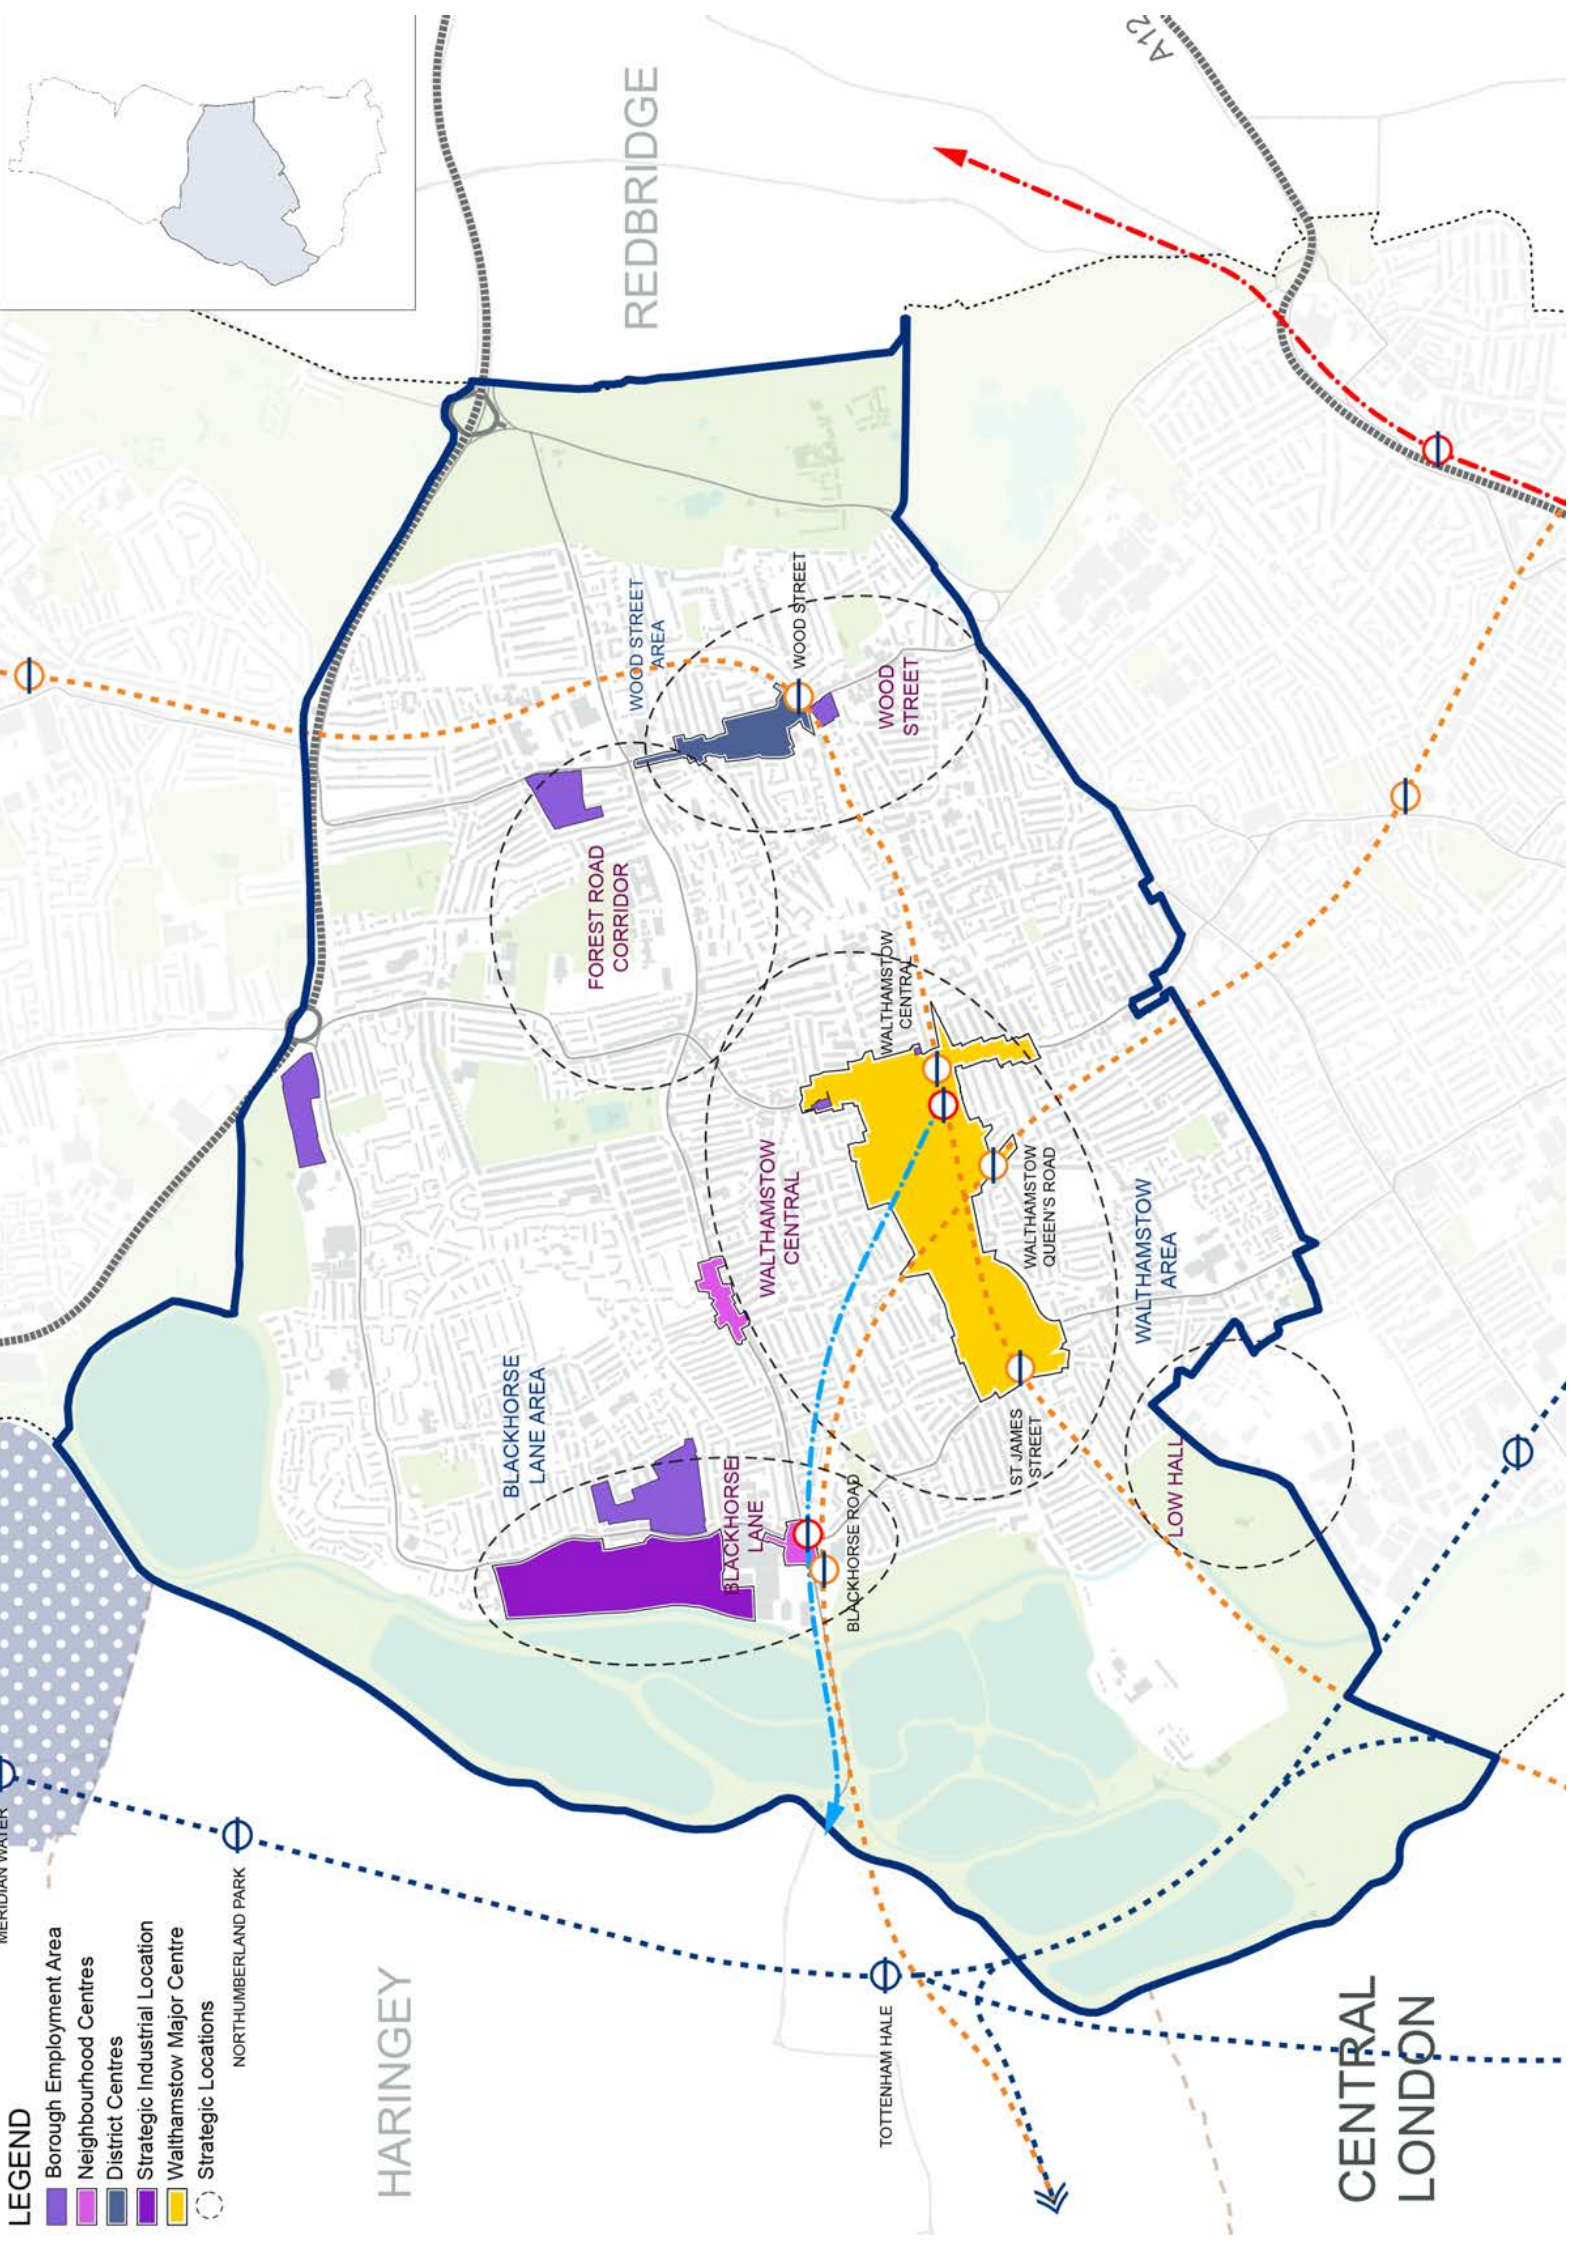 LEGEND
Borough Employment Area
Neighbourhood Centres
District Centres
Strategic Industrial Location
Walthamstow Major Centre
Strategic Locations
MERIDIAN WATER
NORTHUMBERLAND PARK
HARINGEY
TOTTENHAM HALE
CENTRAL
LONDON
BLACKHORSE
LANE AREA
BLACKHORSE
LANE
BLACKHORSE ROAD
FOREST ROAD
CORRIDOR
WALTHAMSTOW
CENTRAL
WALTHAMSTOW
CENTRAL
WALTHAMSTOW
QUEEN'S ROAD
ST JAMES
STREET
WALTHAMSTOW
AREA
LOW HALL
WOOD STREET
AREA
WOOD STREET
WOOD
STREET
REDBRIDGE
A12